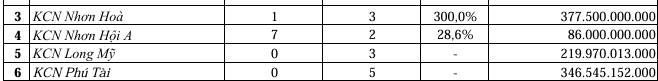 3 KCN Nhơn Hoà 1 3 300,0% 377.500.000.000
4 KCN Nhơn Hội A 7 2 28,6% 86.000.000.000
5 KCN Long Mỹ 0 3 - 219.970.013.000
6 KCN Phú Tài 0 5 - 346.545.152.000